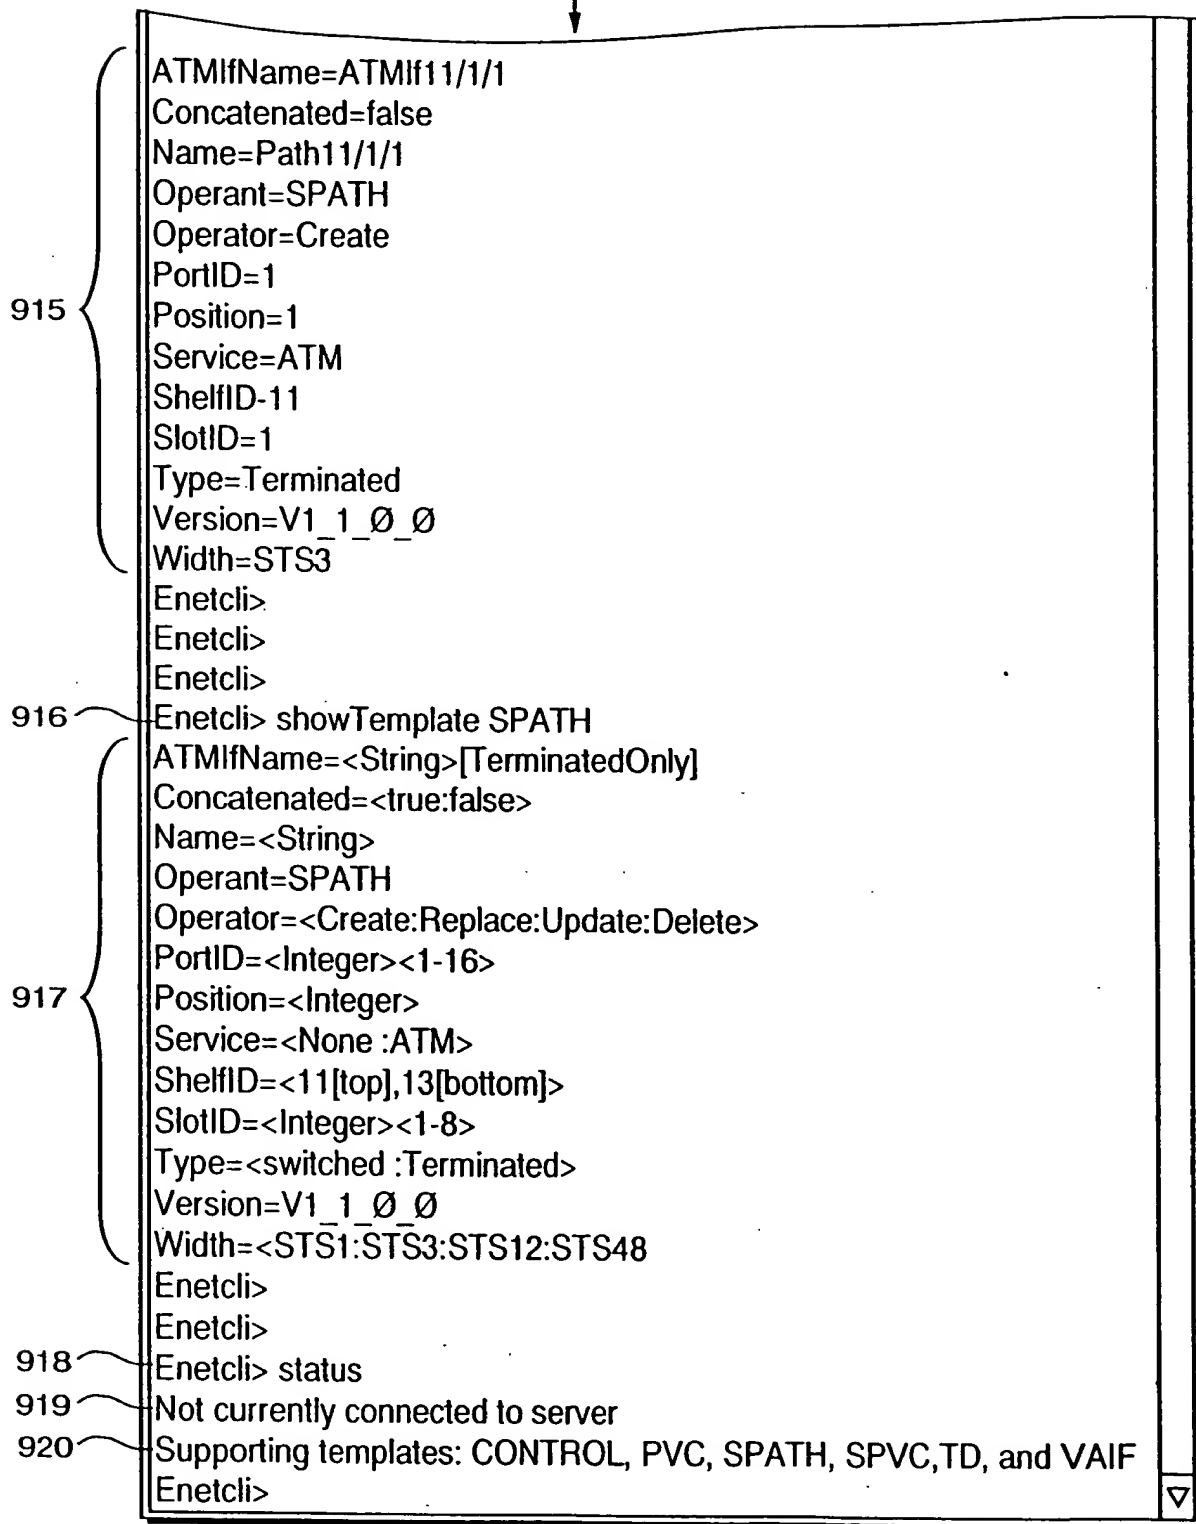 ATMIfName=ATMIf11/1/1
Concatenated=false
Name=Path11/1/1
Operant=SPATH
Operator=Create
PortID=1
915
Position=1
Service=ATM
ShelfID-11
SlotID=1
Type=Terminated
Version=V1_1_Ø_Ø
Width=STS3
Enetcli>
Enetcli>
Enetcli>
916 Enetcli> showTemplate SPATH
ATMIfName=<String>[TerminatedOnly]
Concatenated=<true:false>
Name=<String>
Operant=SPATH
Operator=<Create:Replace:Update:Delete>
PortID=<Integer><1-16>
917 Position=<Integer>
Service=<None :ATM>
ShelfID=<11[top],13[bottom]>
SlotID=<Integer><1-8>
Type=<switched :Terminated>
Version=V1_1_Ø_Ø
Width=<STS1:STS3:STS12:STS48
Enetcli>
Enetcli>
918 Enetcli> status
919 Not currently connected to server
920 Supporting templates: CONTROL, PVC, SPATH, SPVC,TD, and VAIF
Enetcli>